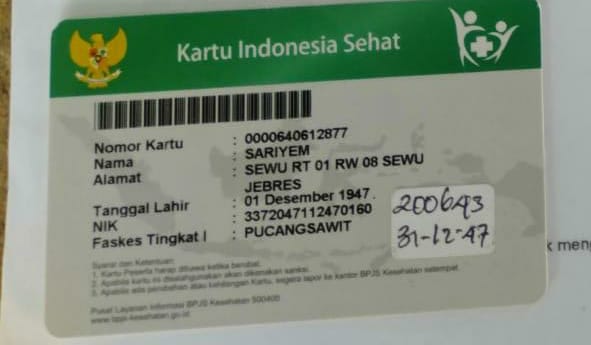 Kartu Indonesia Sehat
Nomor Kartu : 0000640612877
Nama : SARIYEM
Alamat : SEWU RT 01 RW 08 SEWU
JEBRES
Tanggal Lahir : 01 Desember 1947
NIK : 3372047112470160
Faskes Tingkat I : PUCANGSAWIT
200643
31-12-47
Syarat dan Ketentuan:
1. Kartu Peserta harap dibawa ketika berobat.
2. Apabila kartu ini disalahgunakan akan dikenakan sanksi.
3. Apabila ada perubahan atau kehilangan Kartu, segera lapor ke kantor BPJS Kesehatan setempat.
Pusat Layanan Informasi BPJS Kesehatan 500400
www.bpjs-kesehatan.go.id
k meng